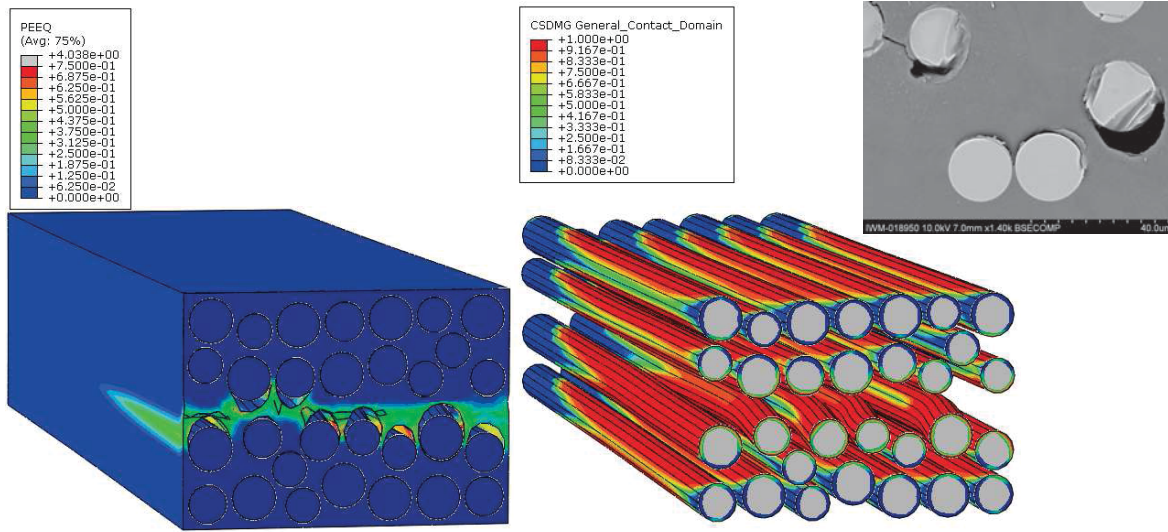 PEEQ
(Avg: 75%)
+4.038e+00
+7.500e-01
+6.875e-01
+6.250e-01
+5.625e-01
+5.000e-01
+4.375e-01
+3.750e-01
+3.125e-01
+2.500e-01
+1.875e-01
+1.250e-01
+6.250e-02
+0.000e+00
CSDMG General_Contact_Domain
+1.000e+00
+9.167e-01
+8.333e-01
+7.500e-01
+6.667e-01
+5.833e-01
+5.000e-01
+4.167e-01
+3.333e-01
+2.500e-01
+1.667e-01
+8.333e-02
+0.000e+00
IWM-018950 10.0kV 7.0mm x1.40k BSECOMP 40.0um